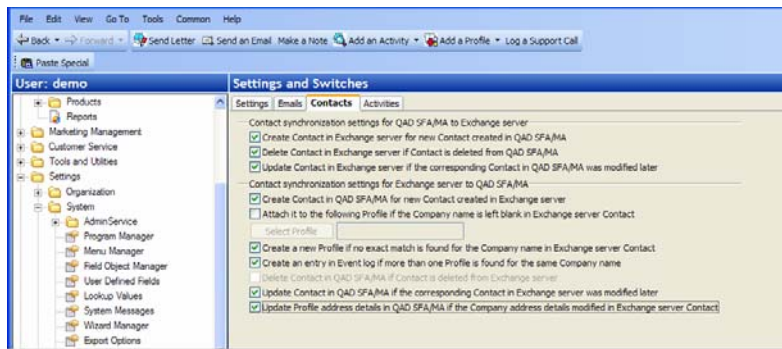 File Edit View Go To Tools Common Help
Back Forward Send Letter Send an Email Make a Note Add an Activity Add a Profile Log a Support Call
Paste Special
User: demo
Products
Reports
Marketing Management
Customer Service
Tools and Utilities
Settings
Organization
System
AdminService
Program Manager
Menu Manager
Field Object Manager
User Defined Fields
Lookup Values
System Messages
Wizard Manager
Export Options
Settings and Switches
Settings Emails Contacts Activities
Contact synchronization settings for QAD SFA/MA to Exchange server
Create Contact in Exchange server for new Contact created in QAD SFA/MA
Delete Contact in Exchange server if Contact is deleted from QAD SFA/MA
Update Contact in Exchange server if the corresponding Contact in QAD SFA/MA was modified later
Contact synchronization settings for Exchange server to QAD SFA/MA
Create Contact in QAD SFA/MA for new Contact created in Exchange server
Attach it to the following Profile if the Company name is left blank in Exchange server Contact
Select Profile
Create a new Profile if no exact match is found for the Company name in Exchange server Contact
Create an entry in Event log if more than one Profile is found for the same Company name
Delete Contact in QAD SFA/MA if Contact is deleted from Exchange server
Update Contact in QAD SFA/MA if the corresponding Contact in Exchange server was modified later
Update Profile address details in QAD SFA/MA if the Company address details modified in Exchange server Contact